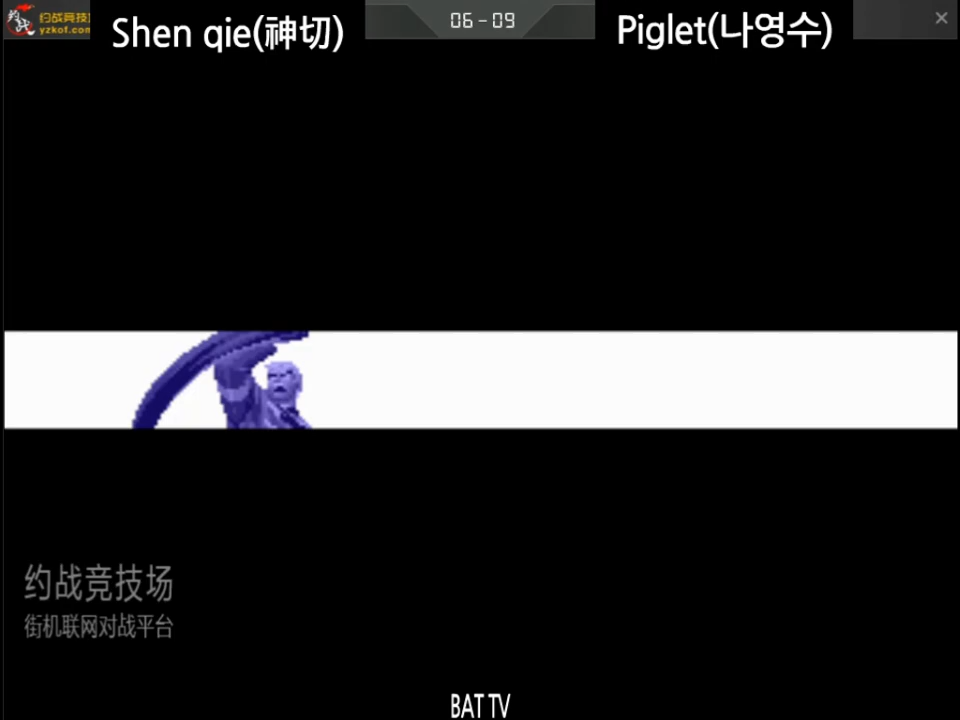 约战竞技
yzkof.com
Shen qie(神切)
06-09
Piglet(나영수)
约战竞技场
街机联网对战平台
BAT TV